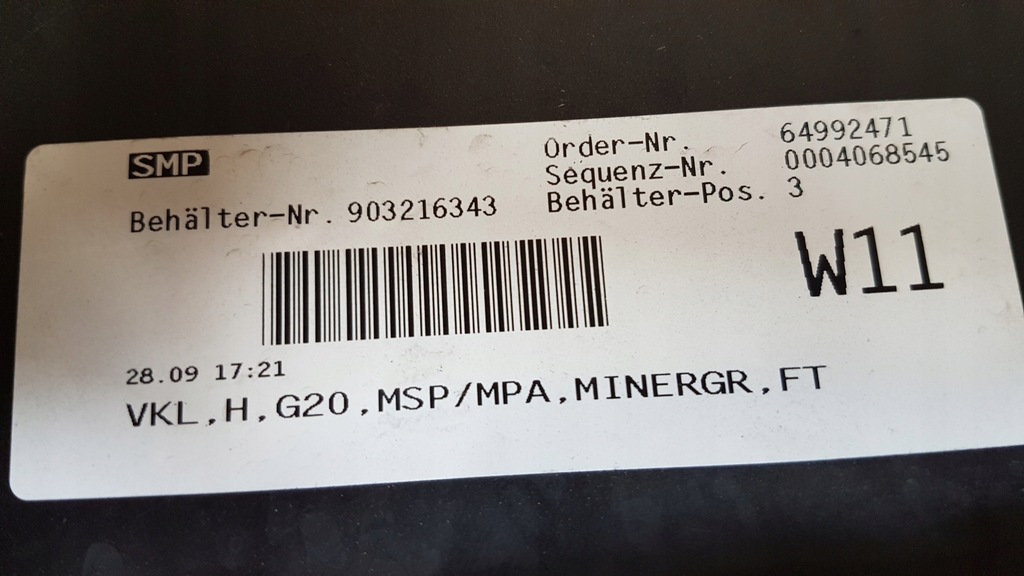 SMP
Order-Nr. 64992471
Sequenz-Nr. 0004068545
Behälter-Nr. 903216343 Behälter-Pos. 3
W11
28.09 17:21
VKL,H,G20,MSP/MPA,MINERGR,FT